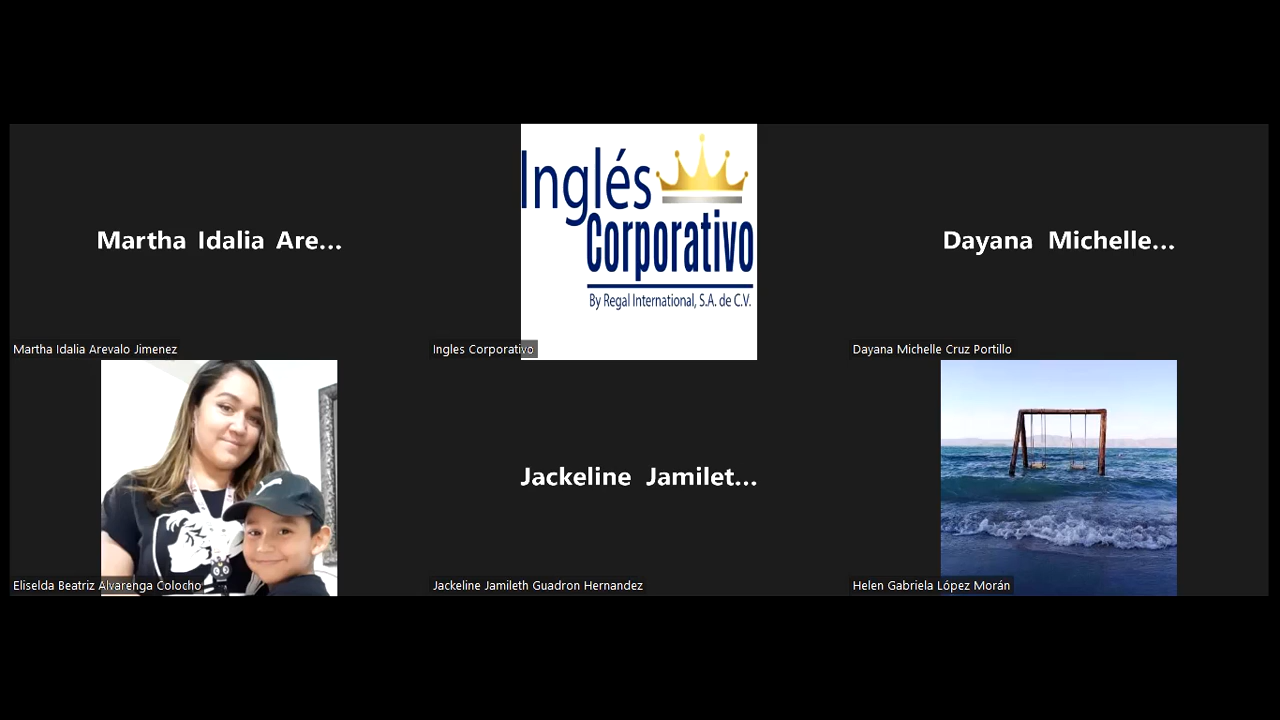 Martha Idalia Are...
Martha Idalia Arevalo Jimenez
Inglés
Corporativo
By Regal International, S.A. de C.V.
Ingles Corporativo
Dayana Michelle...
Dayana Michelle Cruz Portillo
Eliselda Beatriz Alvarenga Colocho
Jackeline Jamilet...
Jackeline Jamileth Guadron Hernandez
Helen Gabriela López Morán